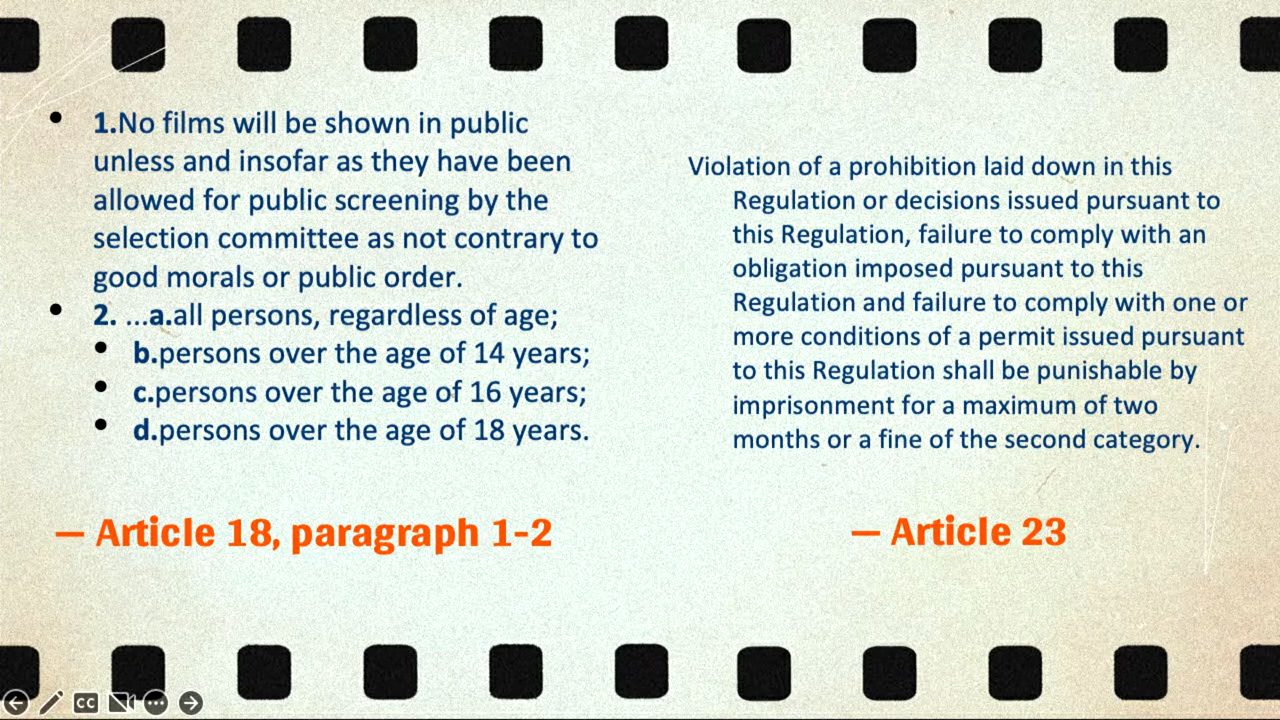 • 1.No films will be shown in public
unless and insofar as they have been
allowed for public screening by the
selection committee as not contrary to
good morals or public order.
• 2. ...a.all persons, regardless of age;
• b.persons over the age of 14 years;
• c.persons over the age of 16 years;
• d.persons over the age of 18 years.
— Article 18, paragraph 1-2
Violation of a prohibition laid down in this
Regulation or decisions issued pursuant to
this Regulation, failure to comply with an
obligation imposed pursuant to this
Regulation and failure to comply with one or
more conditions of a permit issued pursuant
to this Regulation shall be punishable by
imprisonment for a maximum of two
months or a fine of the second category.
— Article 23
CC